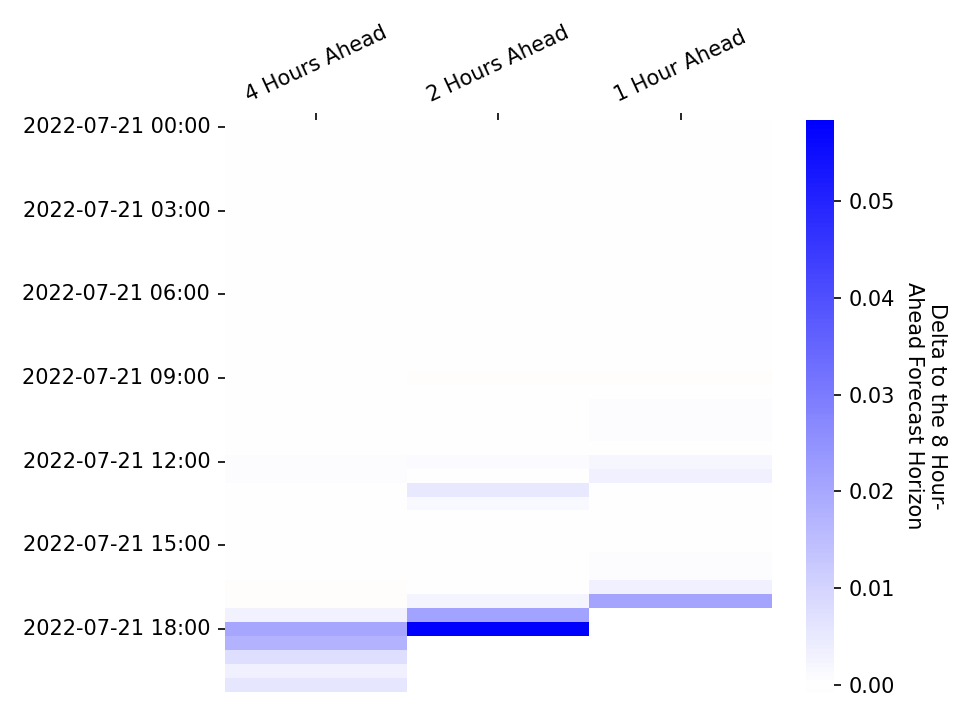 4 Hours Ahead
2 Hours Ahead
1 Hour Ahead
2022-07-21 00:00
2022-07-21 03:00
2022-07-21 06:00
2022-07-21 09:00
2022-07-21 12:00
2022-07-21 15:00
2022-07-21 18:00
0.05
0.04
0.03
0.02
0.01
0.00
Delta to the 8 Hour-
Ahead Forecast Horizon